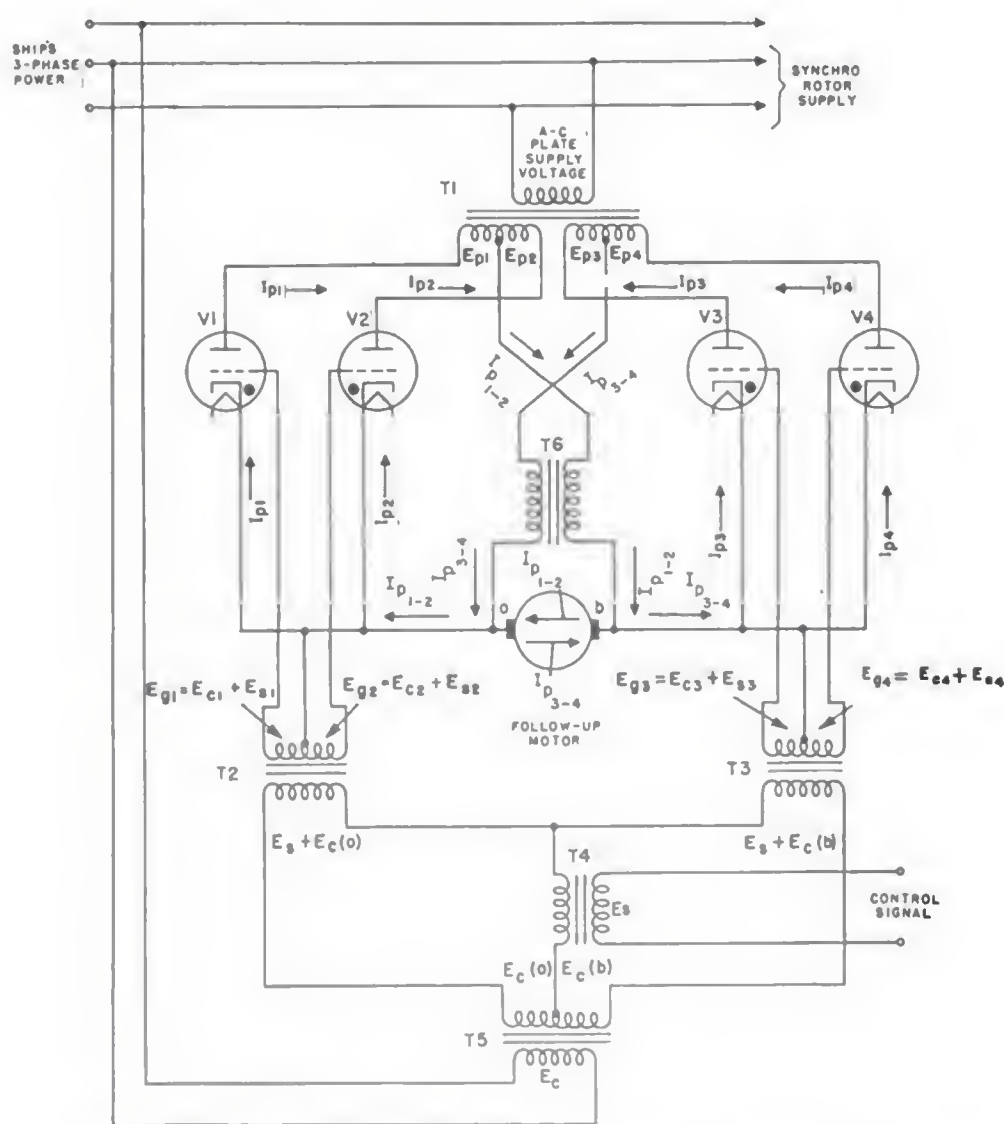 SHIP'S
3-PHASE
POWER
SYNCHRO
ROTOR
SUPPLY
A-C
PLATE
SUPPLY
VOLTAGE
T1
Ep1 Ep2 Ep3 Ep4
Ip1 Ip2 Ip3 Ip4
V1 V2 V3 V4
Ip1-2 Ip3-4
T6
Ip1 Ip2 Ip3 Ip4
Ip1-2 Ip3-4 Ip1-2 Ip1-2 Ip3-4
a b
Ip3-4
Eg1=Ec1+Es1 Eg2=Ec2+Es2 Eg3=Ec3+Es3 Eg4=Ec4+Es4
FOLLOW-UP
MOTOR
T2 T3
Es+Ec(a) Es+Ec(b)
T4
Es
CONTROL
SIGNAL
Ec(a) Ec(b)
T5
Ec